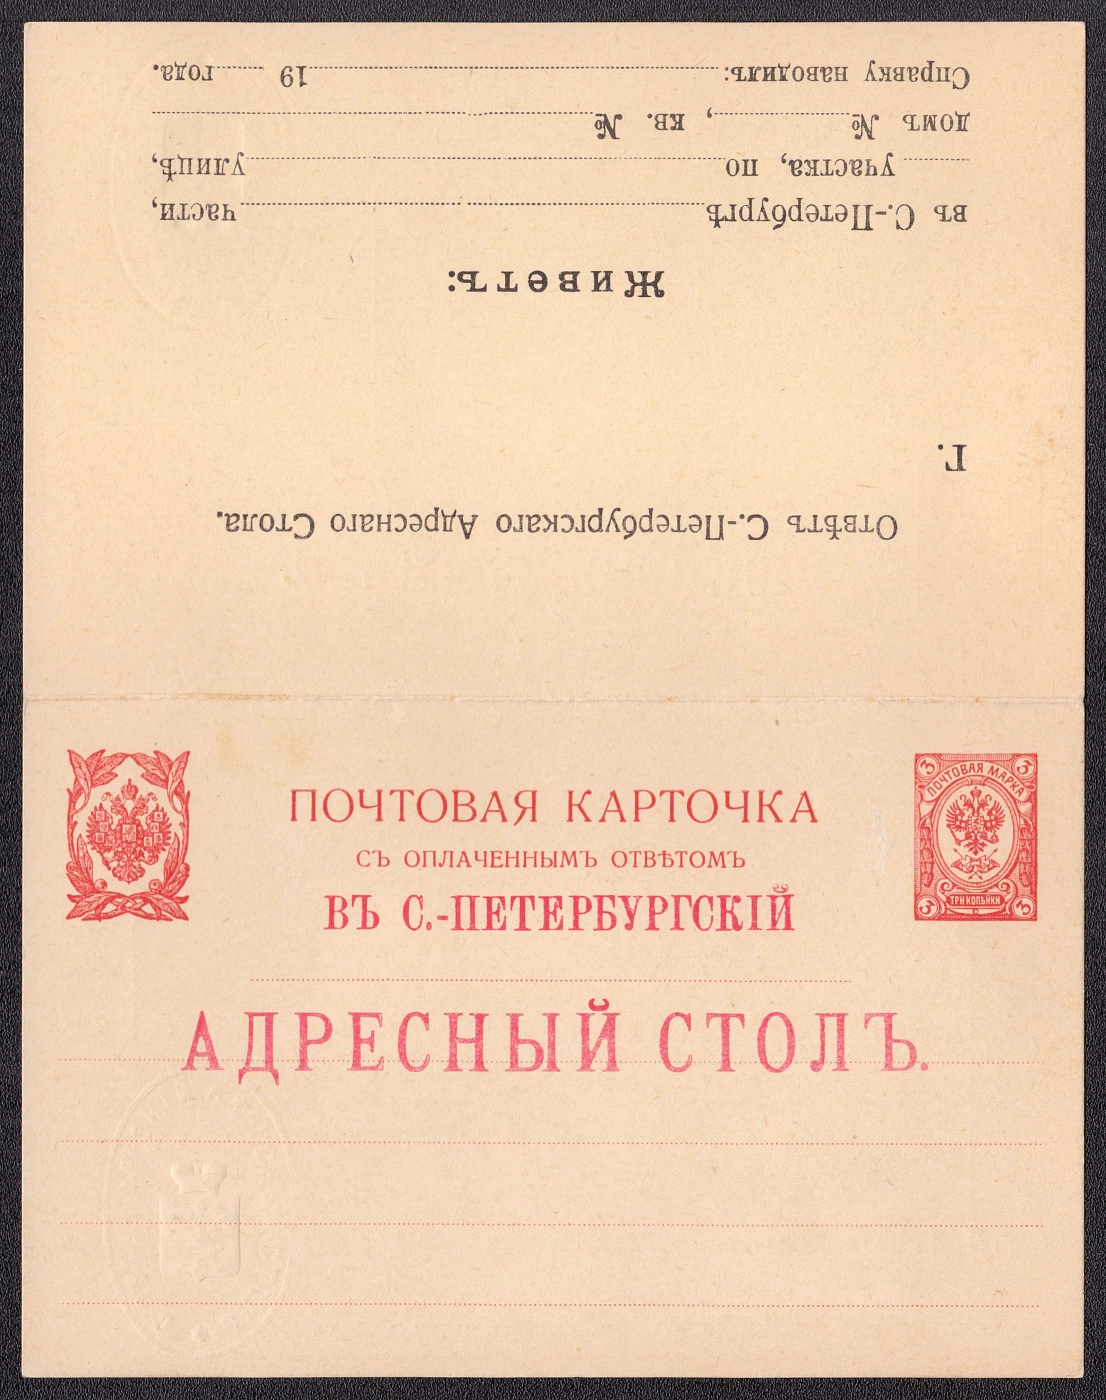 Отвѣтъ С.-Петербургскаго Адреснаго Стола.
Г.
Живетъ:
въ С.-Петербургѣ части,
участка, по улицѣ,
домъ № , кв. №
Справку наводилъ: 19 года.
3 3
ПОЧТОВАЯ МАРКА
ТРИ КОПѢЙКИ
3 3
ПОЧТОВАЯ КАРТОЧКА
СЪ ОПЛАЧЕННЫМЪ ОТВѢТОМЪ
ВЪ С.-ПЕТЕРБУРГСКІЙ
АДРЕСНЫЙ СТОЛЪ.